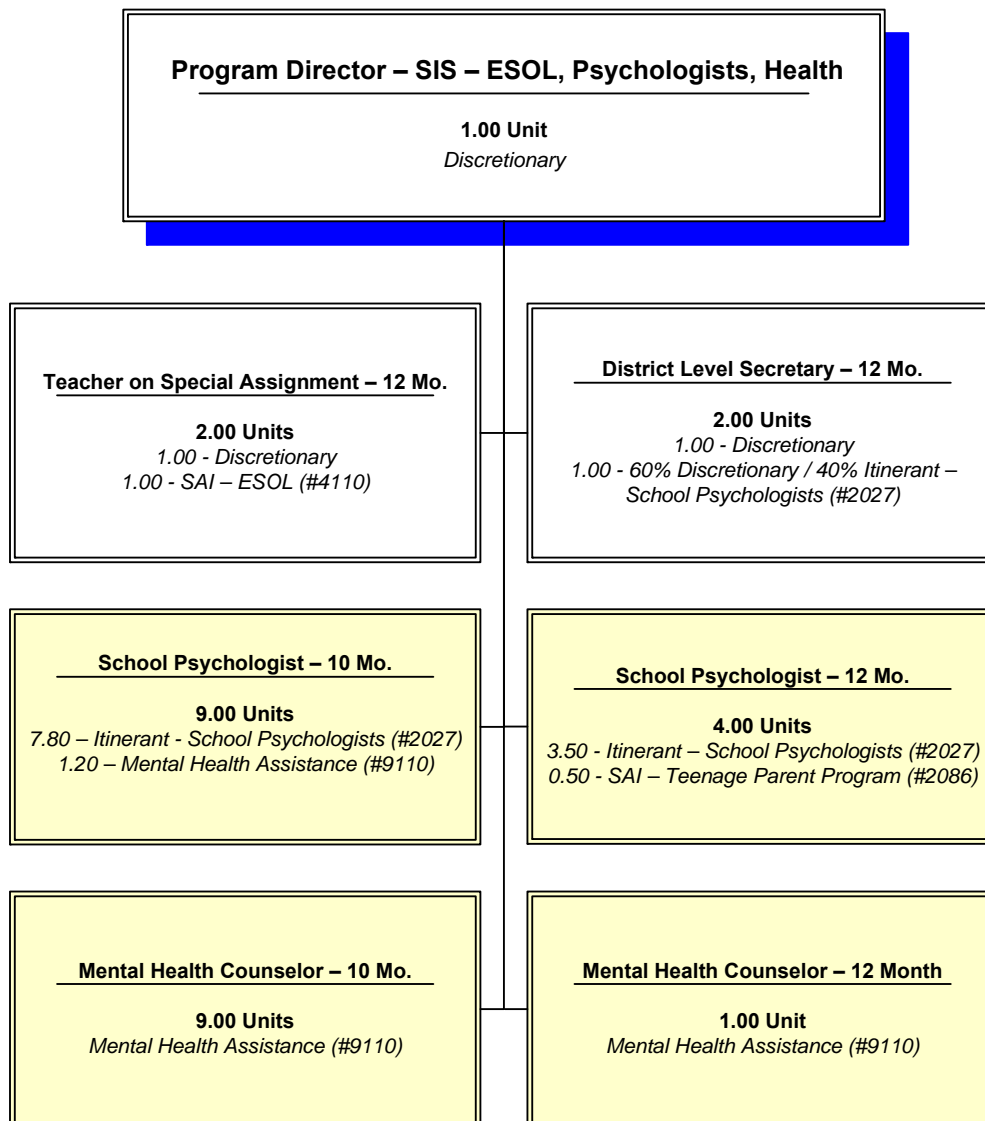 Program Director – SIS – ESOL, Psychologists, Health
1.00 Unit
Discretionary
Teacher on Special Assignment – 12 Mo.
2.00 Units
1.00 - Discretionary
1.00 - SAI – ESOL (#4110)
District Level Secretary – 12 Mo.
2.00 Units
1.00 - Discretionary
1.00 - 60% Discretionary / 40% Itinerant –
School Psychologists (#2027)
School Psychologist – 10 Mo.
9.00 Units
7.80 – Itinerant - School Psychologists (#2027)
1.20 – Mental Health Assistance (#9110)
School Psychologist – 12 Mo.
4.00 Units
3.50 - Itinerant – School Psychologists (#2027)
0.50 - SAI – Teenage Parent Program (#2086)
Mental Health Counselor – 10 Mo.
9.00 Units
Mental Health Assistance (#9110)
Mental Health Counselor – 12 Month
1.00 Unit
Mental Health Assistance (#9110)